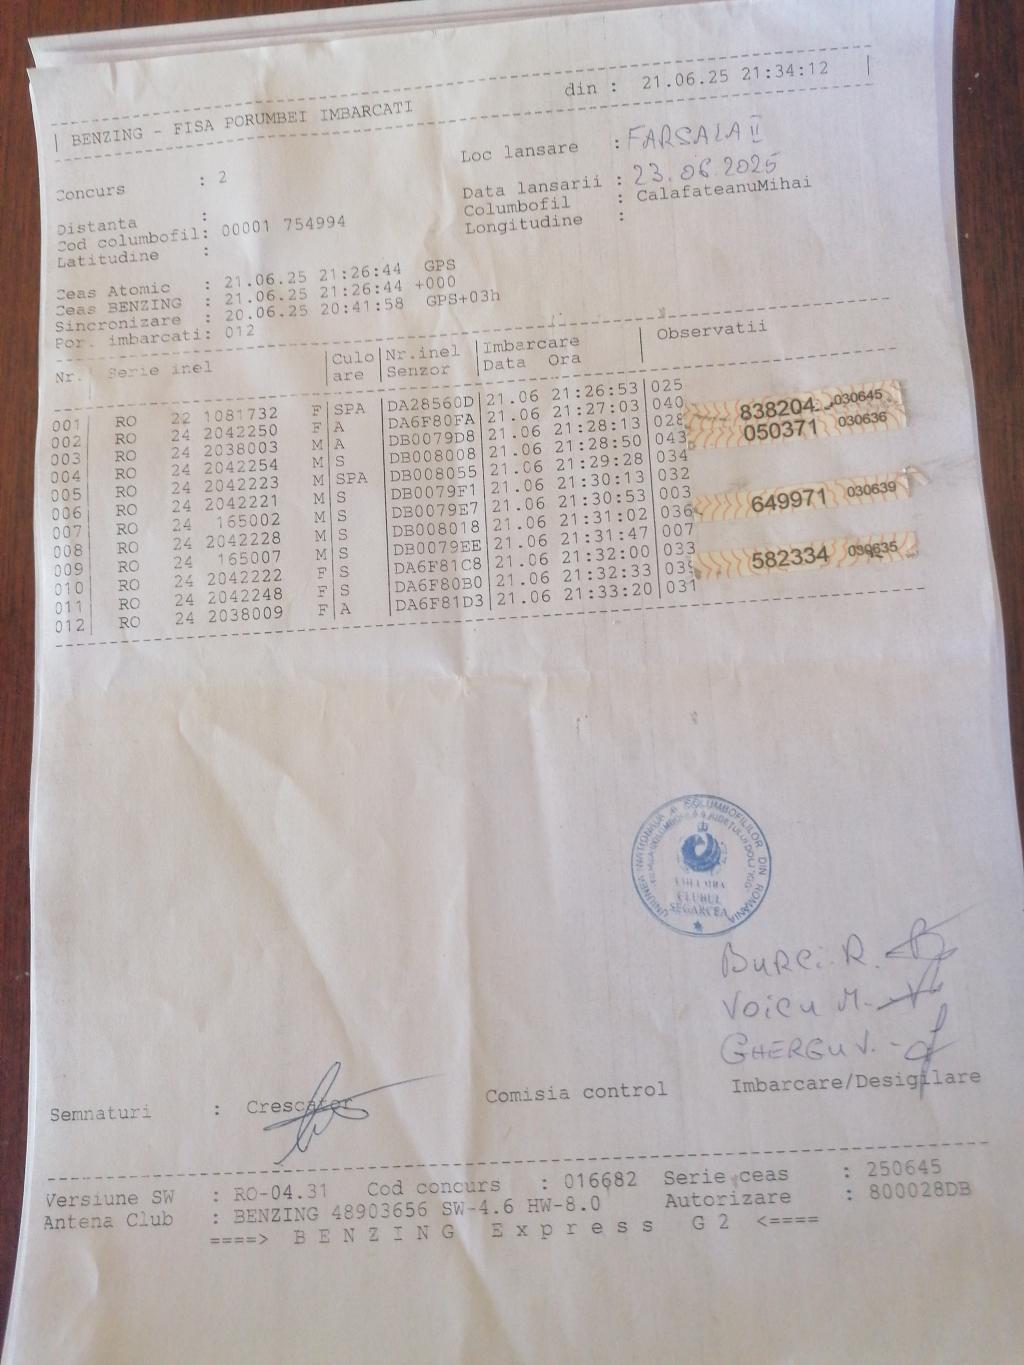 din : 21.06.25 21:34:12 |
| BENZING - FISA PORUMBEI IMBARCATI
Concurs : 2
Loc lansare : FARSALA II
Data lansarii : 23.06.2025
Distanta :
Columbofil : CalafateanuMihai
Cod columbofil: 00001 754994
Longitudine :
Latitudine :
Ceas Atomic : 21.06.25 21:26:44 GPS
Ceas BENZING : 21.06.25 21:26:44 +000
Sincronizare : 20.06.25 20:41:58 GPS+03h
Por. imbarcati: 012
Nr. | Serie inel | Culoare | Nr.inel Senzor | Imbarcare Data Ora | Observatii
001 | RO 22 1081732 F | SPA | DA28560D | 21.06 21:26:53 | 025
002 | RO 24 2042250 F | A | DA6F80FA | 21.06 21:27:03 | 040 838204 030645
003 | RO 24 2038003 M | A | DB0079D8 | 21.06 21:28:13 | 028 050371 030636
004 | RO 24 2042254 M | S | DB008008 | 21.06 21:28:50 | 043
005 | RO 24 2042223 M | SPA | DB008055 | 21.06 21:29:28 | 034
006 | RO 24 2042221 M | S | DB0079F1 | 21.06 21:30:13 | 032
007 | RO 24 165002 M | S | DB0079E7 | 21.06 21:30:53 | 003 649971 030639
008 | RO 24 2042228 M | S | DB008018 | 21.06 21:31:02 | 036
009 | RO 24 165007 M | S | DB0079EE | 21.06 21:31:47 | 007
010 | RO 24 2042222 F | S | DA6F81C8 | 21.06 21:32:00 | 033 582334 030635
011 | RO 24 2042248 F | S | DA6F80B0 | 21.06 21:32:33 | 039
012 | RO 24 2038009 F | A | DA6F81D3 | 21.06 21:33:20 | 031
UNIUNEA NATIONALA A COLUMBOFILILOR DIN ROMANIA
CLUBUL
SEGARCEA
BURCI. R.
VOICU M.
GHERGU V.
Semnaturi : Crescator Comisia control Imbarcare/Desigilare
Versiune SW : RO-04.31 Cod concurs : 016682 Serie ceas : 250645
Antena Club : BENZING 48903656 SW-4.6 HW-8.0 Autorizare : 800028DB
====> B E N Z I N G E x p r e s s G 2 <====